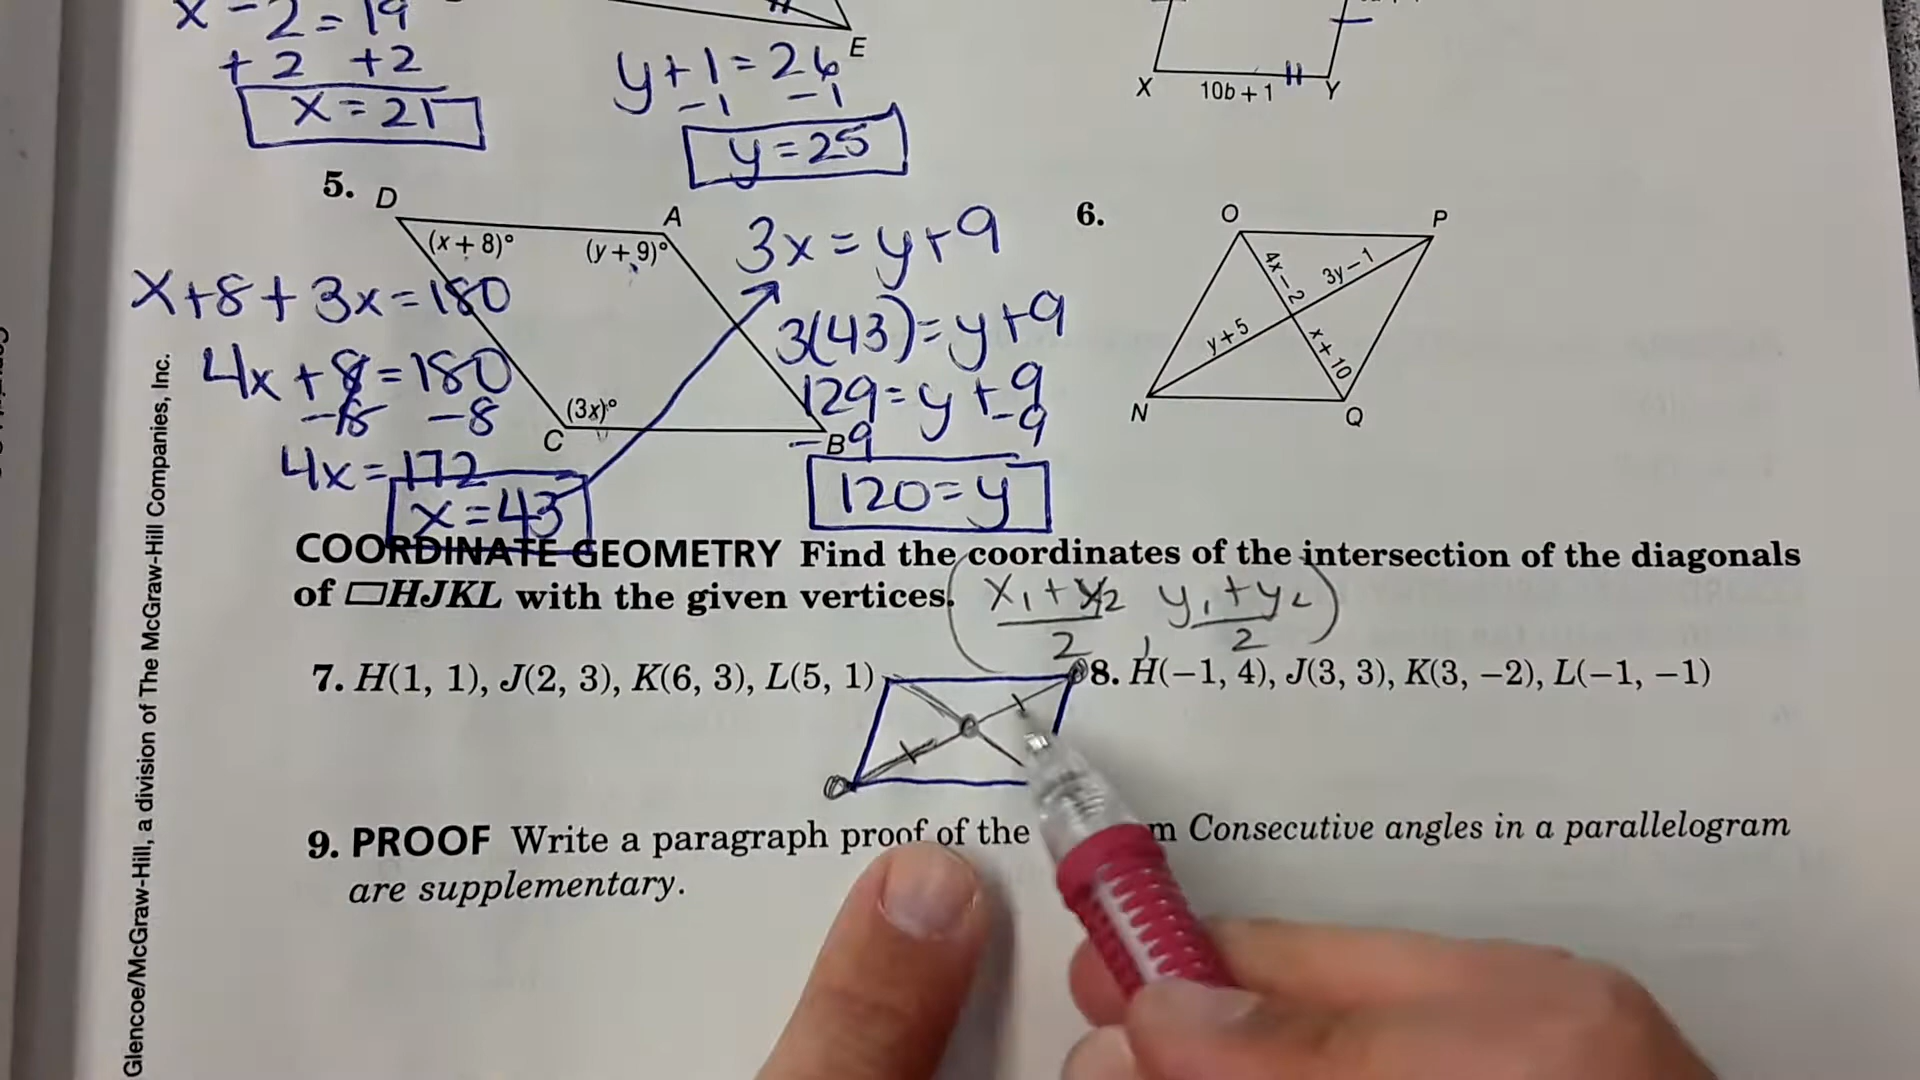 x - 2 = 19
+ 2 +2
x = 21
E
y + 1 = 26
- 1 - 1
y = 25
X 10b + 1 Y
5. D A
(x + 8)° (y + 9)°
(3x)°
C B
x + 8 + 3x = 180
4x + 8 = 180
- 8 - 8
4x = 172
x = 43
3x = y + 9
3(43) = y + 9
129 = y + 9
- 9 - 9
120 = y
6. O P
4x - 2 3y - 1
y + 5 x + 10
N Q
COORDINATE GEOMETRY Find the coordinates of the intersection of the diagonals
of ▱HJKL with the given vertices.
(x₁ + x₂ / 2 , y₁ + y₂ / 2)
7. H(1, 1), J(2, 3), K(6, 3), L(5, 1)
8. H(−1, 4), J(3, 3), K(3, −2), L(−1, −1)
9. PROOF Write a paragraph proof of the m Consecutive angles in a parallelogram
are supplementary.
Glencoe/McGraw-Hill, a division of The McGraw-Hill Companies, Inc.